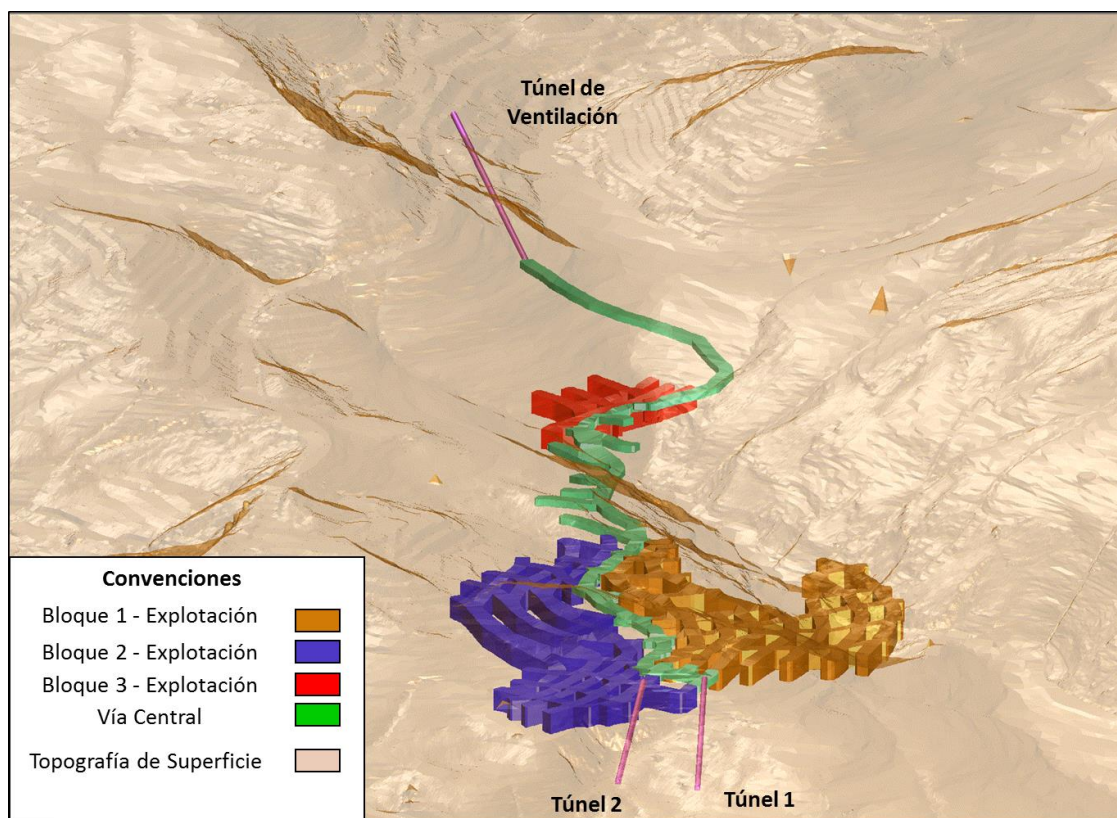 Túnel de
Ventilación
Convenciones
Bloque 1 - Explotación
Bloque 2 - Explotación
Bloque 3 - Explotación
Vía Central
Topografía de Superficie
Túnel 2
Túnel 1